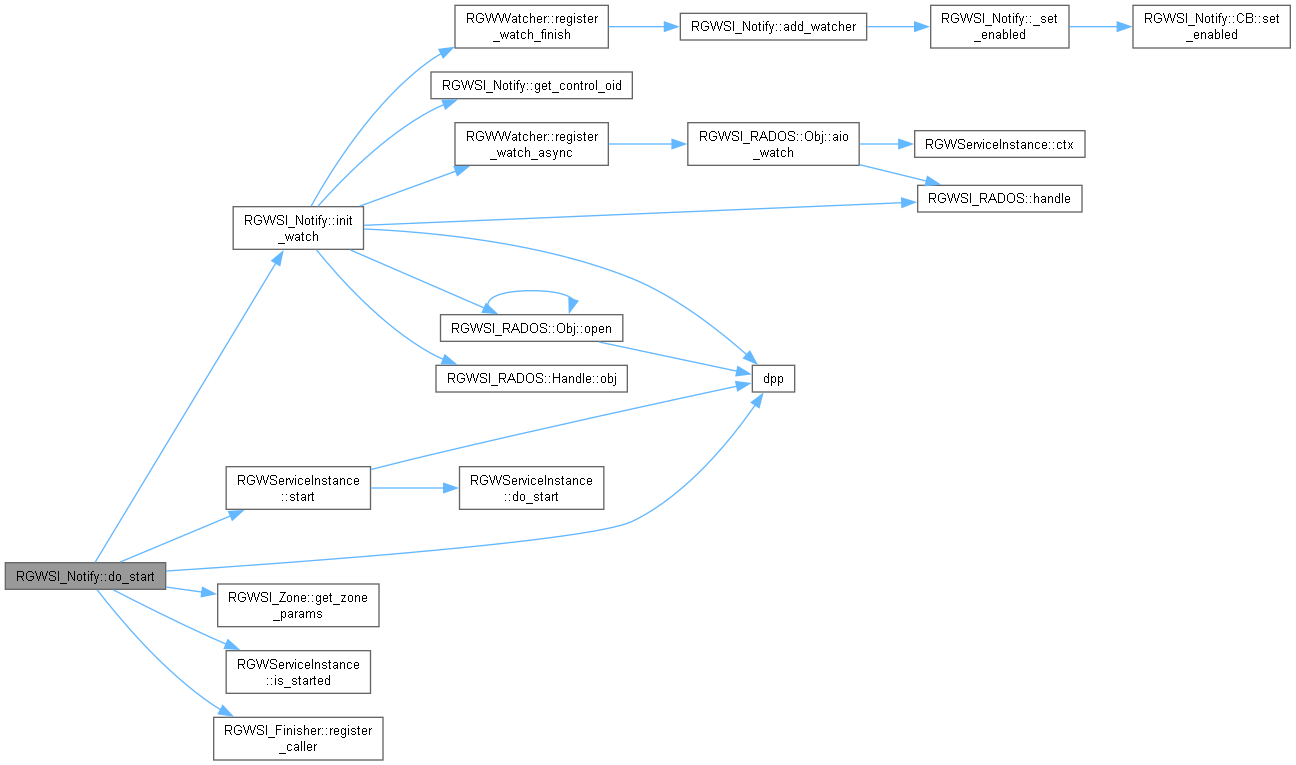 RGWWatcher::register
_watch_finish
RGWSI_Notify::add_watcher
RGWSI_Notify::_set
_enabled
RGWSI_Notify::CB::set
_enabled
RGWSI_Notify::get_control_oid
RGWWatcher::register
_watch_async
RGWSI_RADOS::Obj::aio
_watch
RGWServiceInstance::ctx
RGWSI_RADOS::handle
RGWSI_Notify::init
_watch
RGWSI_RADOS::Obj::open
RGWSI_RADOS::Handle::obj
dpp
RGWServiceInstance
::start
RGWServiceInstance
::do_start
RGWSI_Notify::do_start
RGWSI_Zone::get_zone
_params
RGWServiceInstance
::is_started
RGWSI_Finisher::register
_caller